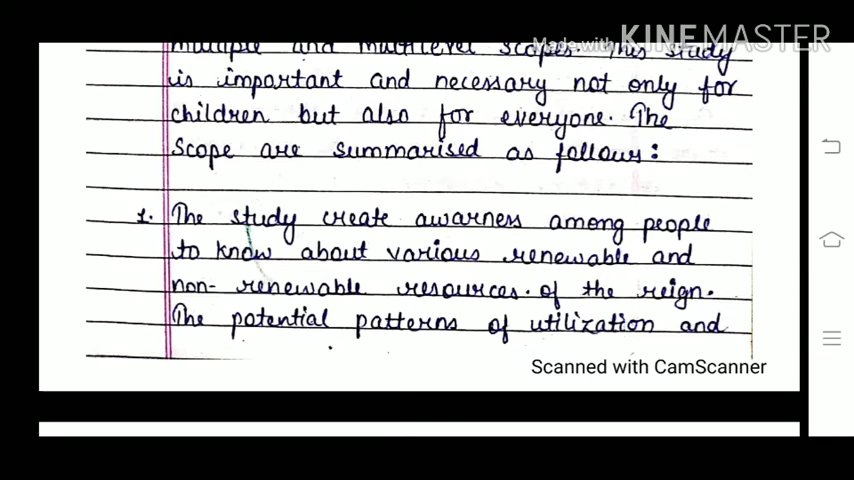 Made with KINEMASTER
multiple and multilevel scopes. This study
is important and necessary not only for
children but also for everyone. The
Scope are summarised as follows:
1. The study create awarness among people
to know about various renewable and
non-renewable resources. of the reign.
The potential patterns of utilization and
Scanned with CamScanner